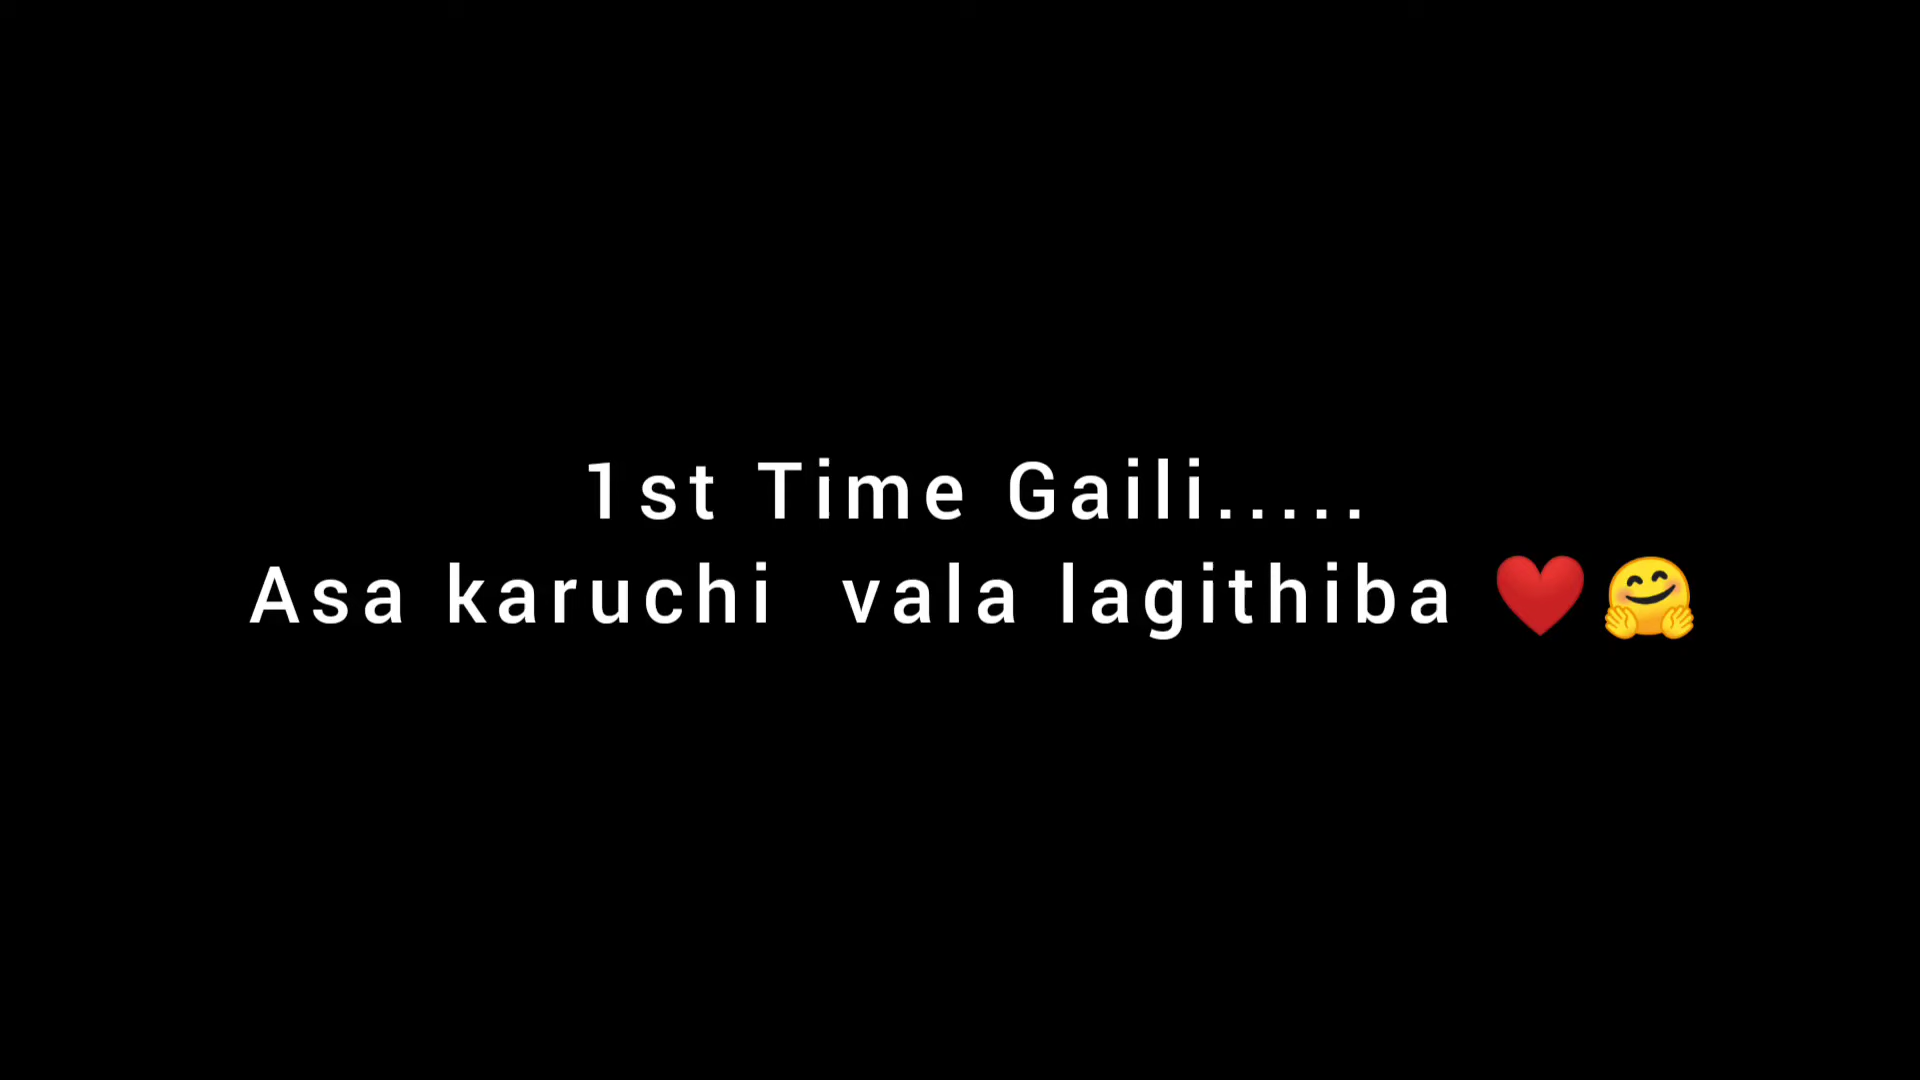 1st Time Gaili.....
Asa karuchi  vala lagithiba ❤️🤗